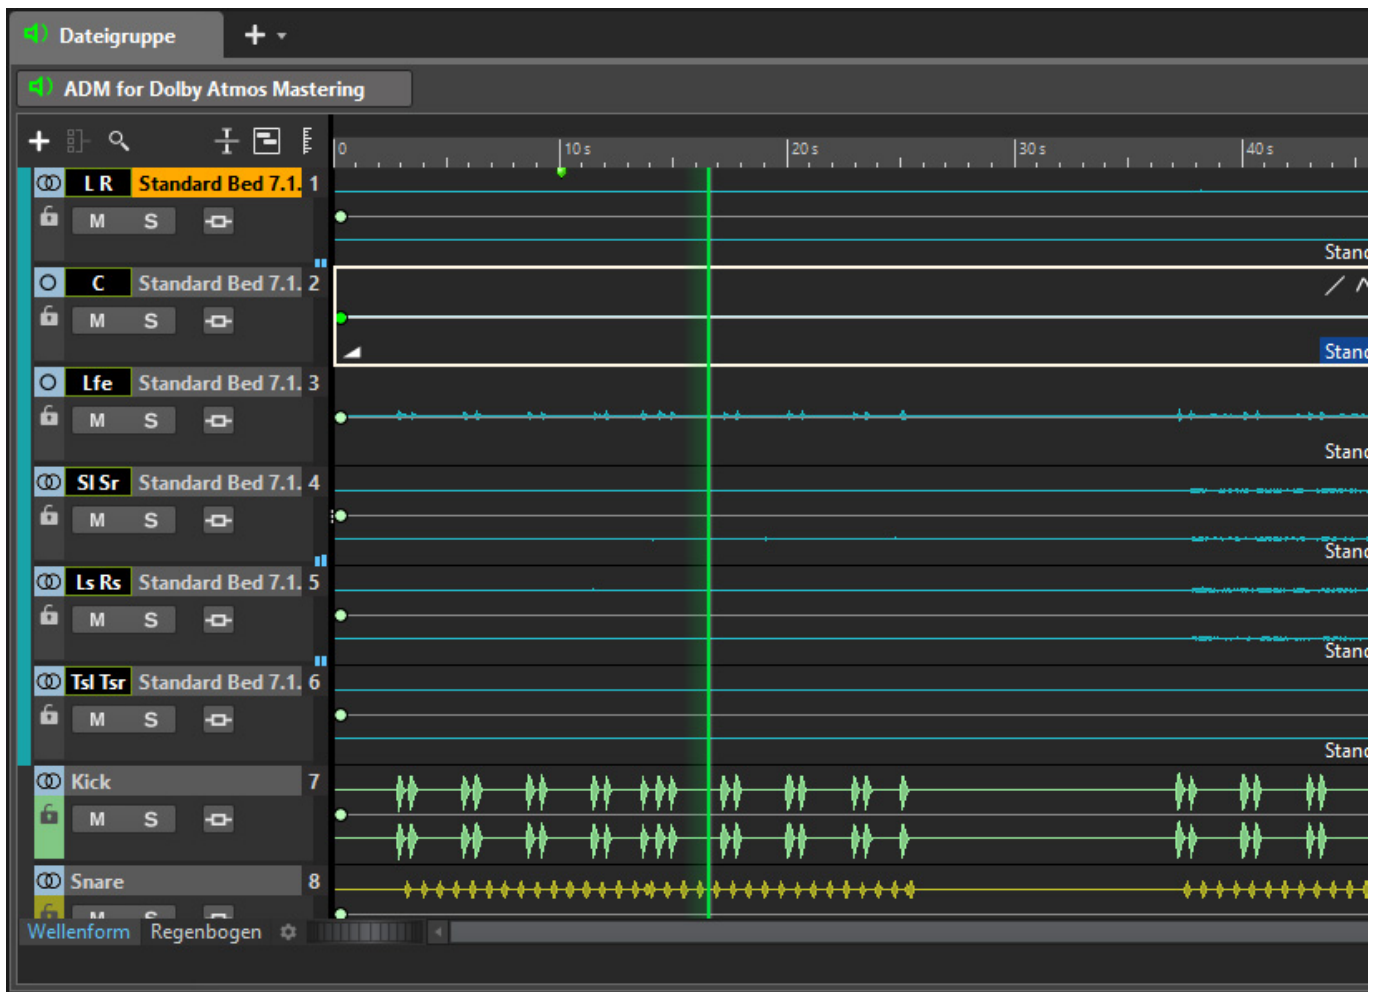 Dateigruppe
ADM for Dolby Atmos Mastering
0 10 s 20 s 30 s 40 s
L R Standard Bed 7.1. 1
M S
Stand
C Standard Bed 7.1. 2
M S
Stand
Lfe Standard Bed 7.1. 3
M S
Stand
Sl Sr Standard Bed 7.1. 4
M S
Stand
Ls Rs Standard Bed 7.1. 5
M S
Stand
Tsl Tsr Standard Bed 7.1. 6
M S
Stand
Kick 7
M S
Snare 8
M S
Wellenform Regenbogen